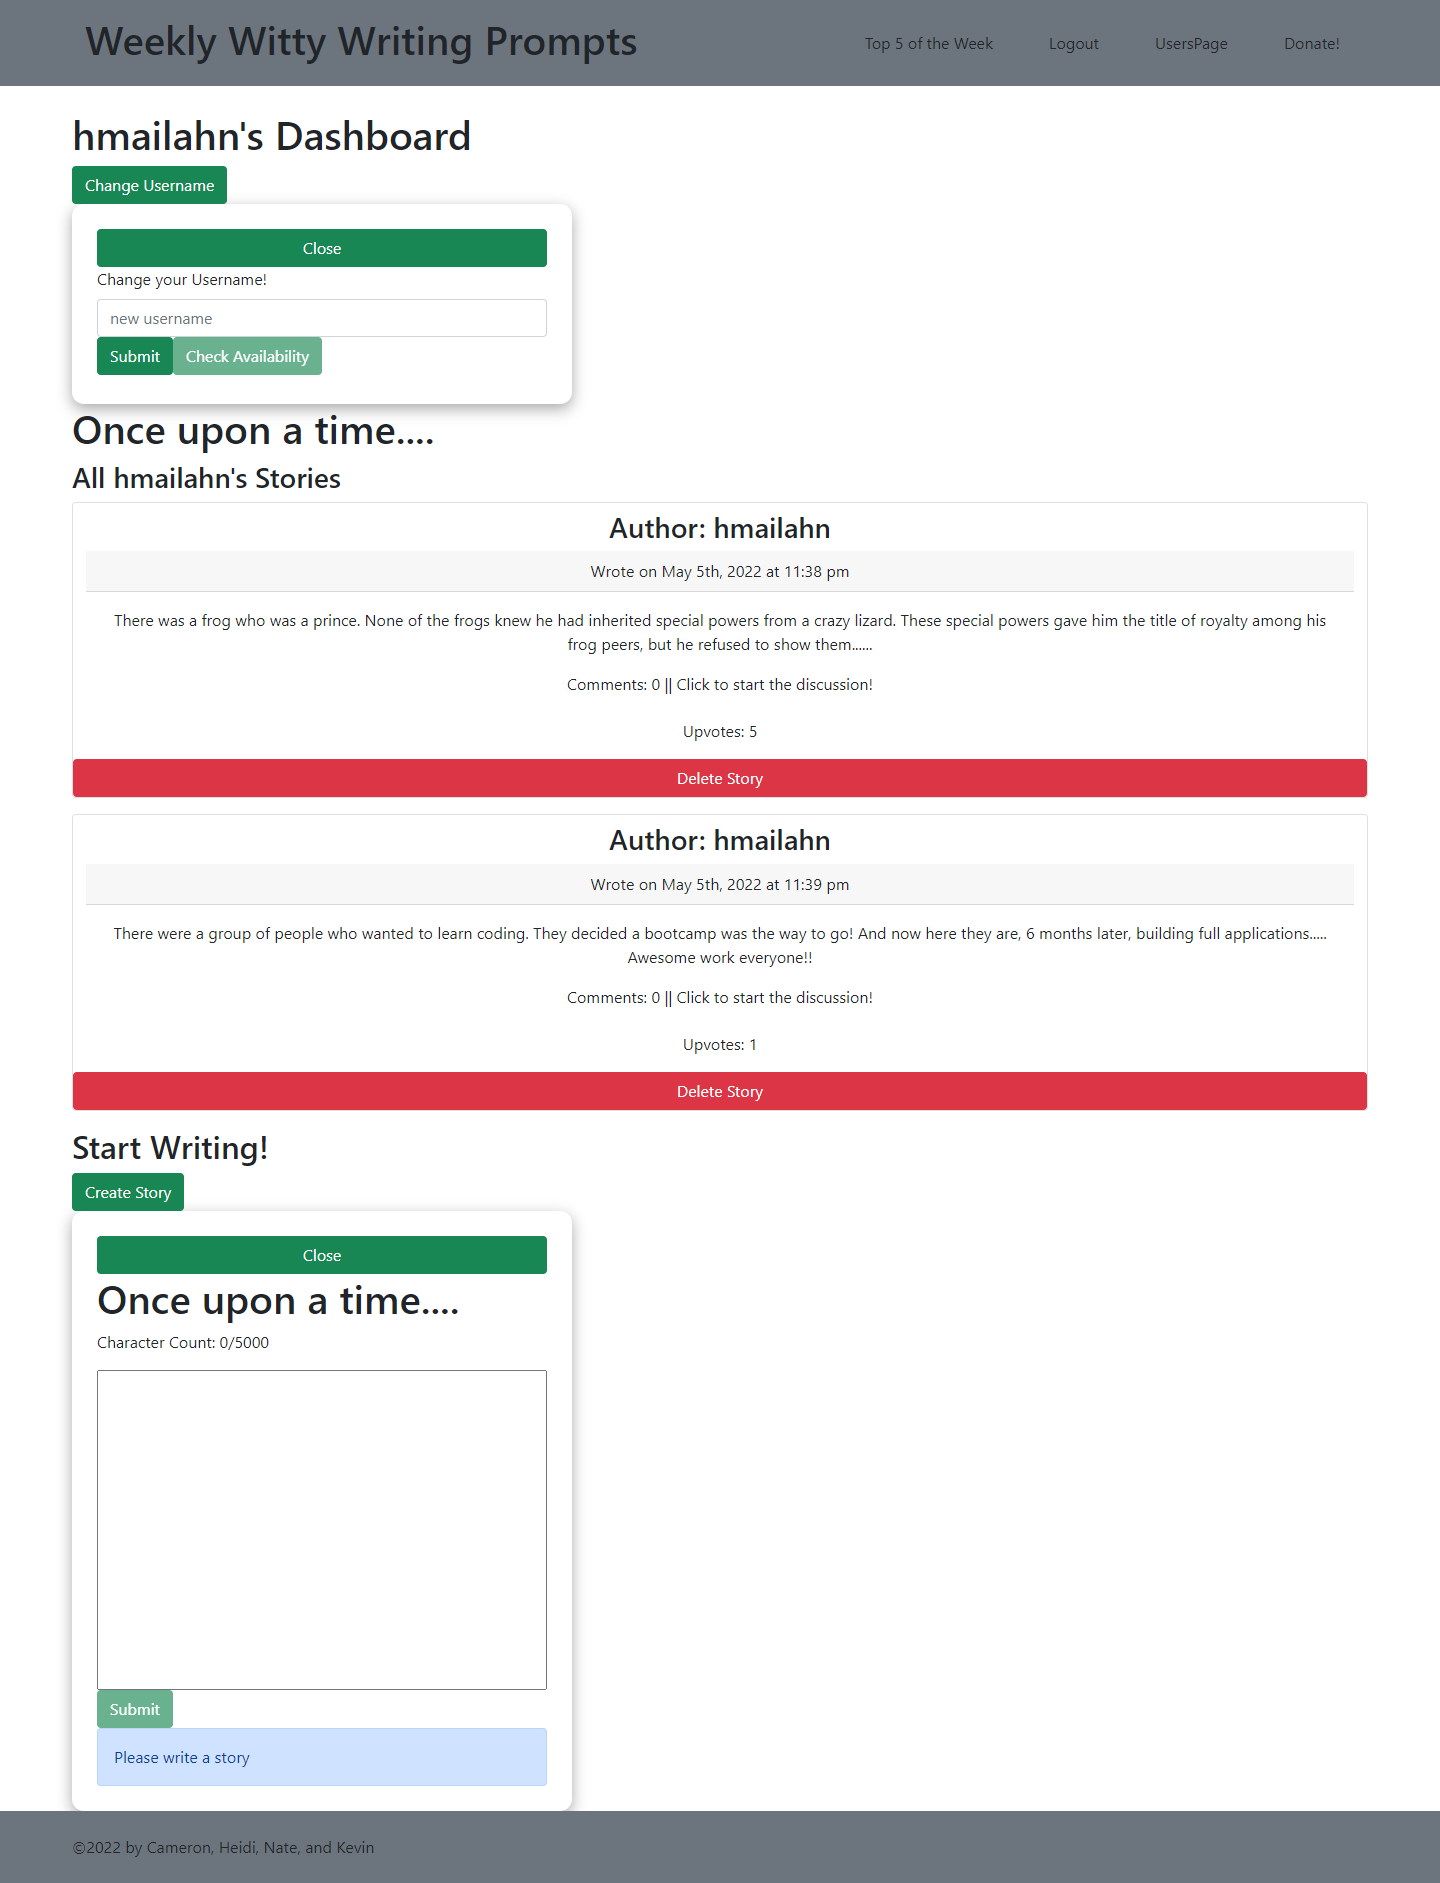 Weekly Witty Writing Prompts
Top 5 of the Week
Logout
UsersPage
Donate!
hmailahn's Dashboard
Change Username
Close
Change your Username!
new username
Submit
Check Availability
Once upon a time....
All hmailahn's Stories
Author: hmailahn
Wrote on May 5th, 2022 at 11:38 pm
There was a frog who was a prince. None of the frogs knew he had inherited special powers from a crazy lizard. These special powers gave him the title of royalty among his
frog peers, but he refused to show them......
Comments: 0 || Click to start the discussion!
Upvotes: 5
Delete Story
Author: hmailahn
Wrote on May 5th, 2022 at 11:39 pm
There were a group of people who wanted to learn coding. They decided a bootcamp was the way to go! And now here they are, 6 months later, building full applications.....
Awesome work everyone!!
Comments: 0 || Click to start the discussion!
Upvotes: 1
Delete Story
Start Writing!
Create Story
Close
Once upon a time....
Character Count: 0/5000
Submit
Please write a story
©2022 by Cameron, Heidi, Nate, and Kevin